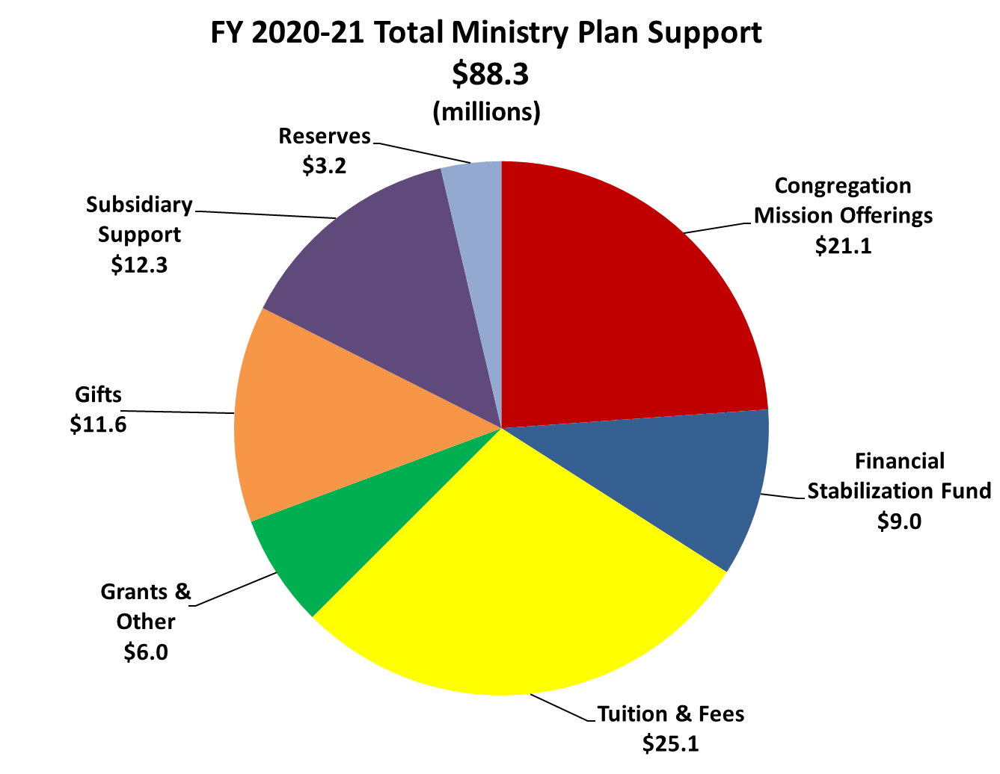 FY 2020-21 Total Ministry Plan Support
$88.3
(millions)
Reserves
$3.2
Congregation
Mission Offerings
$21.1
Subsidiary
Support
$12.3
Gifts
$11.6
Financial
Stabilization Fund
$9.0
Grants &
Other
$6.0
Tuition & Fees
$25.1